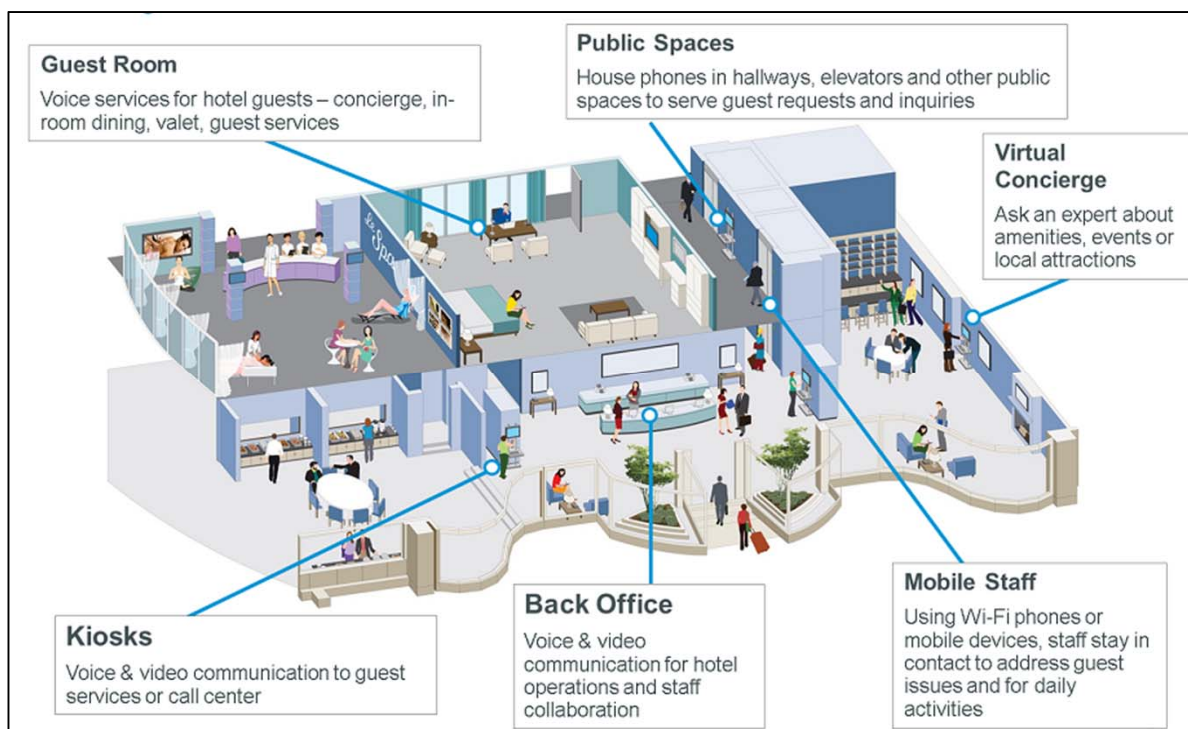 Guest Room
Voice services for hotel guests – concierge, in-
room dining, valet, guest services
Public Spaces
House phones in hallways, elevators and other public
spaces to serve guest requests and inquiries
Virtual
Concierge
Ask an expert about
amenities, events or
local attractions
Le Spa
Kiosks
Voice & video communication to guest
services or call center
Back Office
Voice & video
communication for hotel
operations and staff
collaboration
Mobile Staff
Using Wi-Fi phones or
mobile devices, staff stay in
contact to address guest
issues and for daily
activities